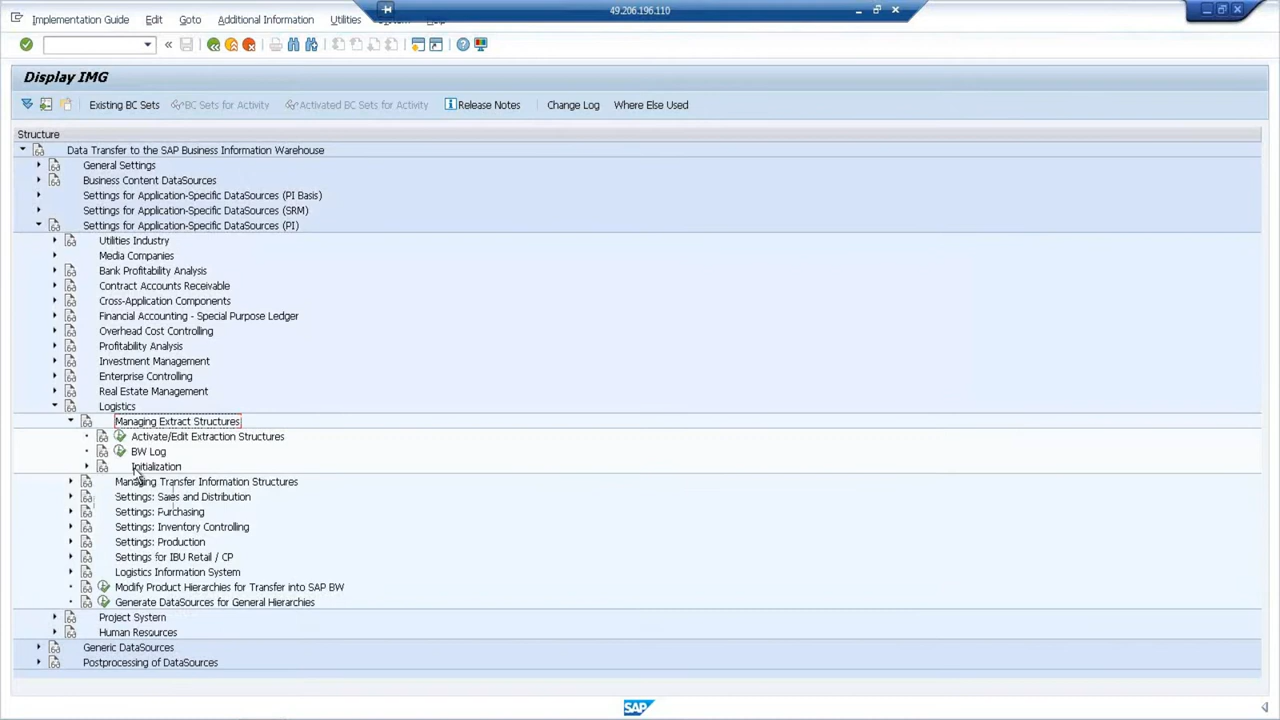 49.206.196.110
Implementation Guide Edit Goto Additional Information Utilities
Display IMG
Existing BC Sets BC Sets for Activity Activated BC Sets for Activity Release Notes Change Log Where Else Used
Structure
Data Transfer to the SAP Business Information Warehouse
General Settings
Business Content DataSources
Settings for Application-Specific DataSources (PI Basis)
Settings for Application-Specific DataSources (SRM)
Settings for Application-Specific DataSources (PI)
Utilities Industry
Media Companies
Bank Profitability Analysis
Contract Accounts Receivable
Cross-Application Components
Financial Accounting - Special Purpose Ledger
Overhead Cost Controlling
Profitability Analysis
Investment Management
Enterprise Controlling
Real Estate Management
Logistics
Managing Extract Structures
Activate/Edit Extraction Structures
BW Log
Initialization
Managing Transfer Information Structures
Settings: Sales and Distribution
Settings: Purchasing
Settings: Inventory Controlling
Settings: Production
Settings for IBU Retail / CP
Logistics Information System
Modify Product Hierarchies for Transfer into SAP BW
Generate DataSources for General Hierarchies
Project System
Human Resources
Generic DataSources
Postprocessing of DataSources
SAP